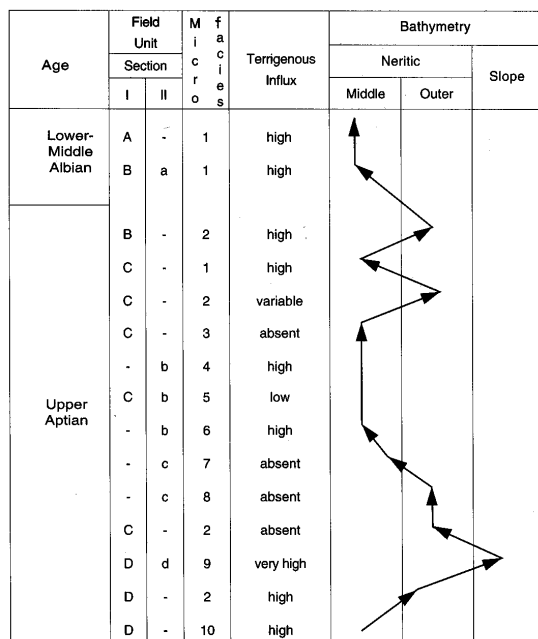 Age
Field
Unit
Section
I II
Micro facies
Terrigenous
Influx
Bathymetry
Neritic
Slope
Middle Outer
Lower-
Middle
Albian
A - 1 high
B a 1 high
Upper
Aptian
B - 2 high
C - 1 high
C - 2 variable
C - 3 absent
- b 4 high
C b 5 low
- b 6 high
- c 7 absent
- c 8 absent
C - 2 absent
D d 9 very high
D - 2 high
D - 10 high